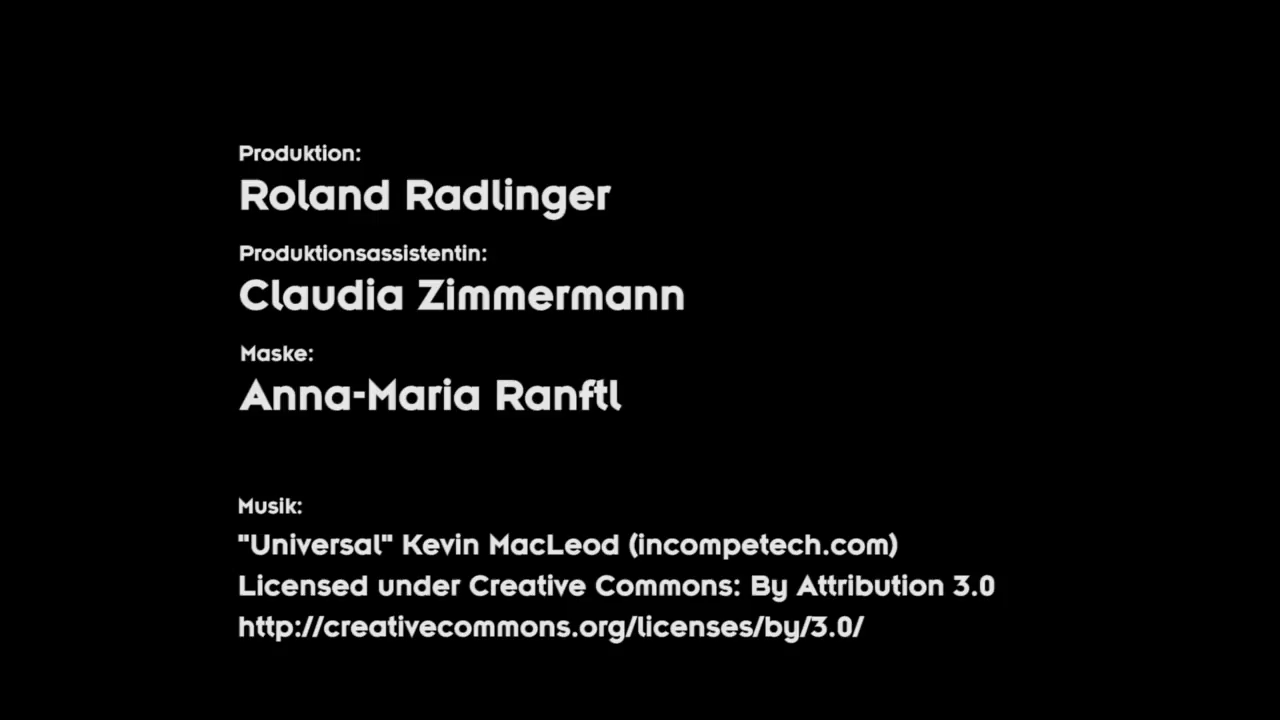 Produktion:
Roland Radlinger
Produktionsassistentin:
Claudia Zimmermann
Maske:
Anna-Maria Ranftl
Musik:
"Universal" Kevin MacLeod (incompetech.com)
Licensed under Creative Commons: By Attribution 3.0
http://creativecommons.org/licenses/by/3.0/